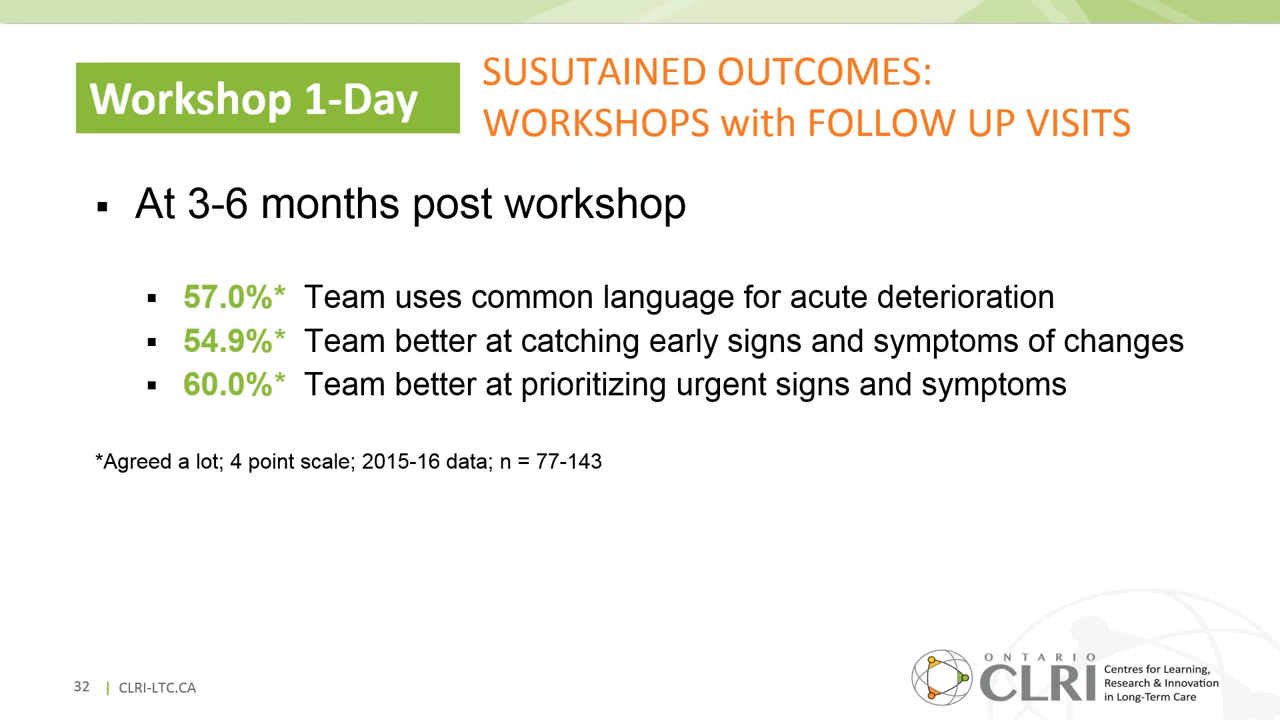 Workshop 1-Day
SUSUTAINED OUTCOMES:
WORKSHOPS with FOLLOW UP VISITS
▪ At 3-6 months post workshop
▪ 57.0%* Team uses common language for acute deterioration
▪ 54.9%* Team better at catching early signs and symptoms of changes
▪ 60.0%* Team better at prioritizing urgent signs and symptoms
*Agreed a lot; 4 point scale; 2015-16 data; n = 77-143
32 | CLRI-LTC.CA
ONTARIO
CLRI
Centres for Learning,
Research & Innovation
in Long-Term Care